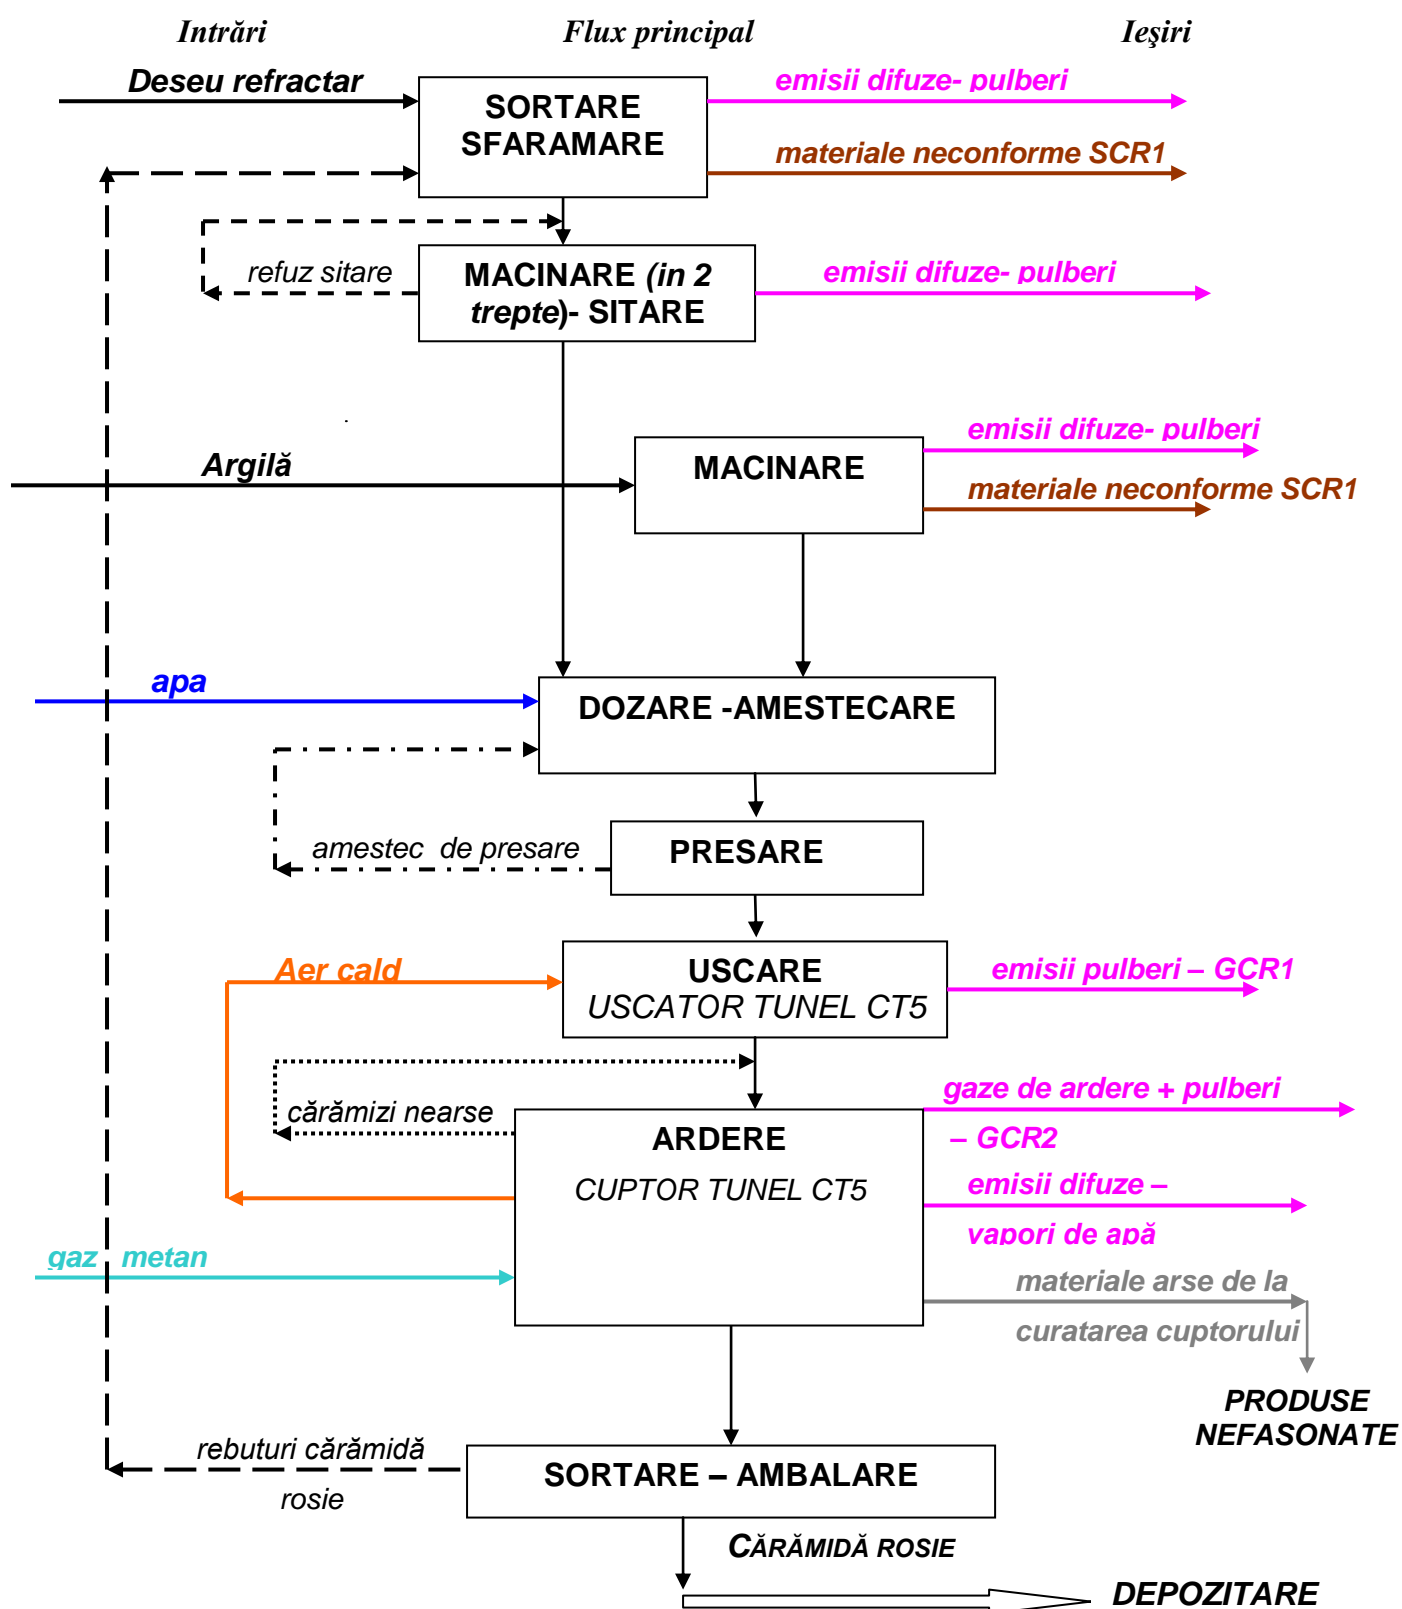 Intrări Flux principal Ieşiri
Deseu refractar
SORTARE
SFARAMARE
emisii difuze- pulberi
materiale neconforme SCR1
refuz sitare
MACINARE (in 2
trepte)- SITARE
emisii difuze- pulberi
Argilă
MACINARE
emisii difuze- pulberi
materiale neconforme SCR1
apa
DOZARE -AMESTECARE
amestec de presare
PRESARE
Aer cald
USCARE
USCATOR TUNEL CT5
emisii pulberi – GCR1
cărămizi nearse
ARDERE
CUPTOR TUNEL CT5
gaze de ardere + pulberi
– GCR2
emisii difuze –
vapori de apă
gaz metan
materiale arse de la
curatarea cuptorului
PRODUSE
NEFASONATE
rebuturi cărămidă
rosie
SORTARE – AMBALARE
CĂRĂMIDĂ ROSIE
DEPOZITARE